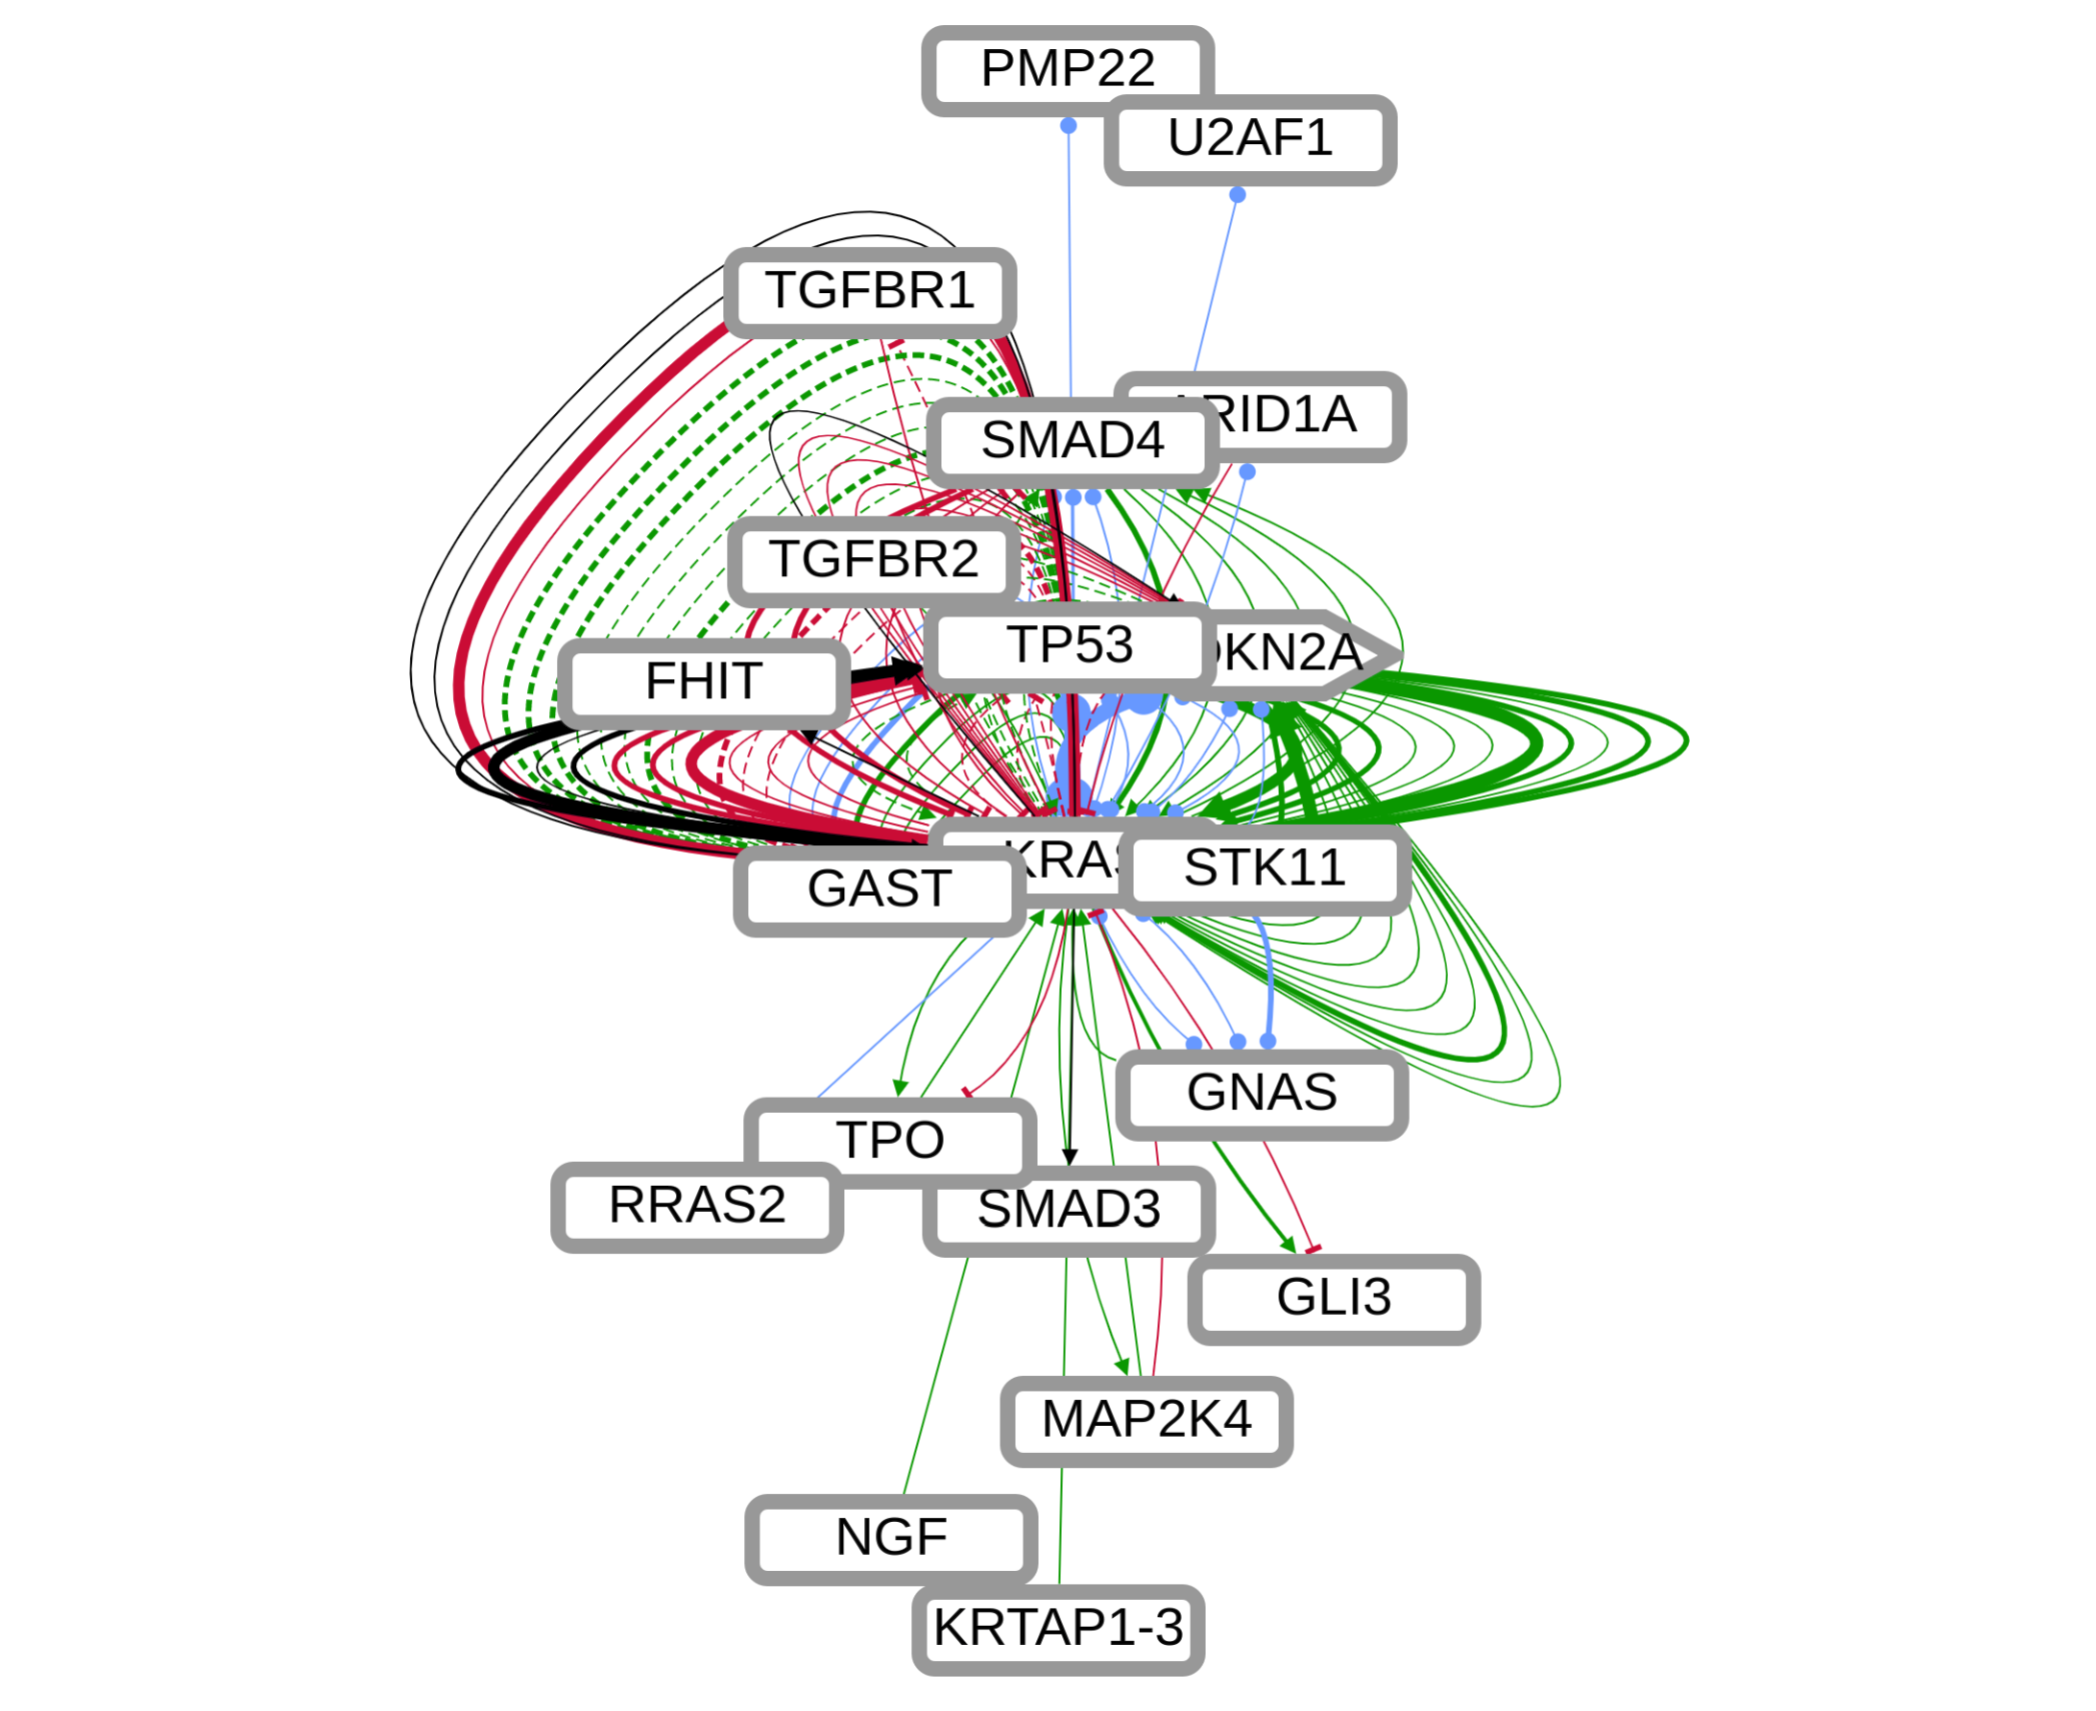 PMP22
U2AF1
TGFBR1
RID1A
SMAD4
TGFBR2
TP53
KN2A
FHIT
KRAS
STK11
GAST
GNAS
TPO
RRAS2
SMAD3
GLI3
MAP2K4
NGF
KRTAP1-3